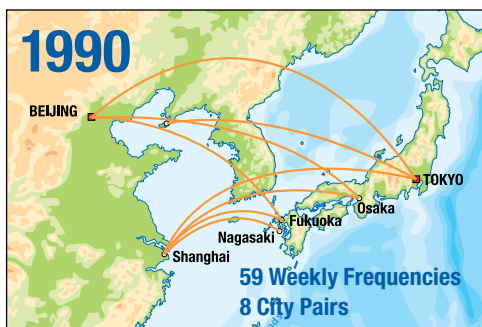 1990
BEIJING
TOKYO
Osaka
Fukuoka
Nagasaki
Shanghai
59 Weekly Frequencies
8 City Pairs